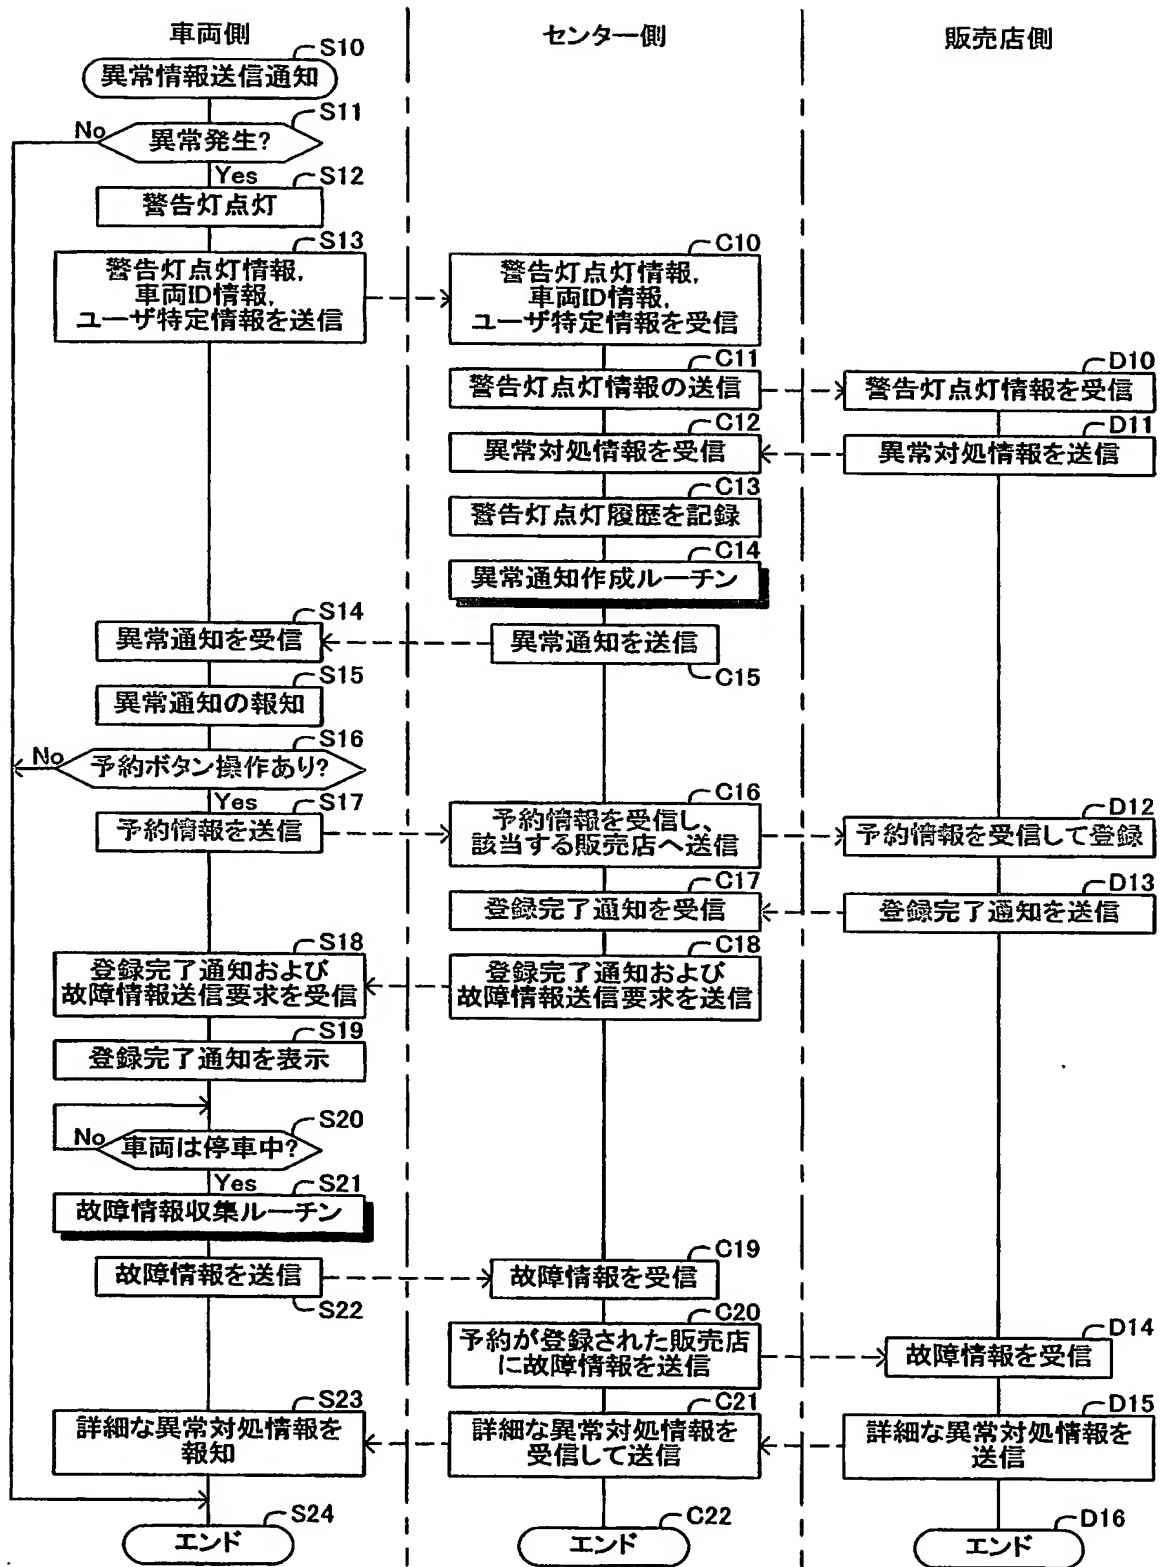 車両側
センター側
販売店側
S10
異常情報送信通知
S11
No
異常発生?
Yes
S12
警告灯点灯
S13
警告灯点灯情報,
車両ID情報,
ユーザ特定情報を送信
C10
警告灯点灯情報,
車両ID情報,
ユーザ特定情報を受信
C11
警告灯点灯情報の送信
D10
警告灯点灯情報を受信
C12
異常対処情報を受信
D11
異常対処情報を送信
C13
警告灯点灯履歴を記録
C14
異常通知作成ルーチン
S14
異常通知を受信
異常通知を送信
C15
S15
異常通知の報知
S16
No
予約ボタン操作あり?
Yes
S17
予約情報を送信
C16
予約情報を受信し、
該当する販売店へ送信
D12
予約情報を受信して登録
C17
登録完了通知を受信
D13
登録完了通知を送信
S18
登録完了通知および
故障情報送信要求を受信
C18
登録完了通知および
故障情報送信要求を送信
S19
登録完了通知を表示
S20
No
車両は停車中?
Yes
S21
故障情報収集ルーチン
故障情報を送信
S22
C19
故障情報を受信
C20
予約が登録された販売店
に故障情報を送信
D14
故障情報を受信
S23
詳細な異常対処情報を
報知
C21
詳細な異常対処情報を
受信して送信
D15
詳細な異常対処情報を
送信
S24
エンド
C22
エンド
D16
エンド